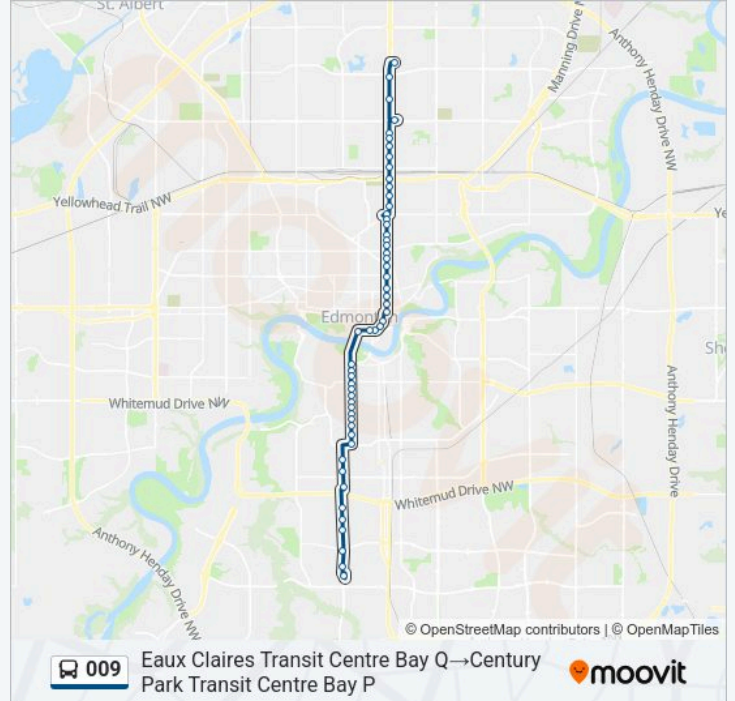 St. Albert
Manning Drive N
Anthony Henday Drive NW
Yellowhead Trail NW
Ye
Edmonton
She
Whitemud Drive NW
Anthony Henday Drive
Whitemud Drive NW
Anthony Henday Drive NW
© OpenStreetMap contributors | © OpenMapTiles
009
Eaux Claires Transit Centre Bay Q→Century
Park Transit Centre Bay P
moovit